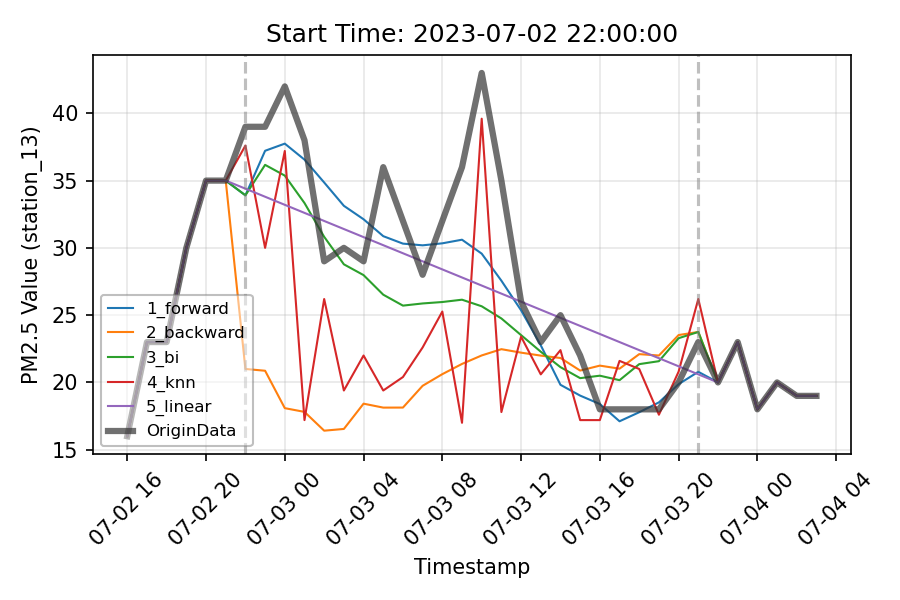 Start Time: 2023-07-02 22:00:00
PM2.5 Value (station_13)
40
35
30
25
20
15
1_forward
2_backward
3_bi
4_knn
5_linear
OriginData
07-02 16
07-02 20
07-03 00
07-03 04
07-03 08
07-03 12
07-03 16
07-03 20
07-04 00
07-04 04
Timestamp